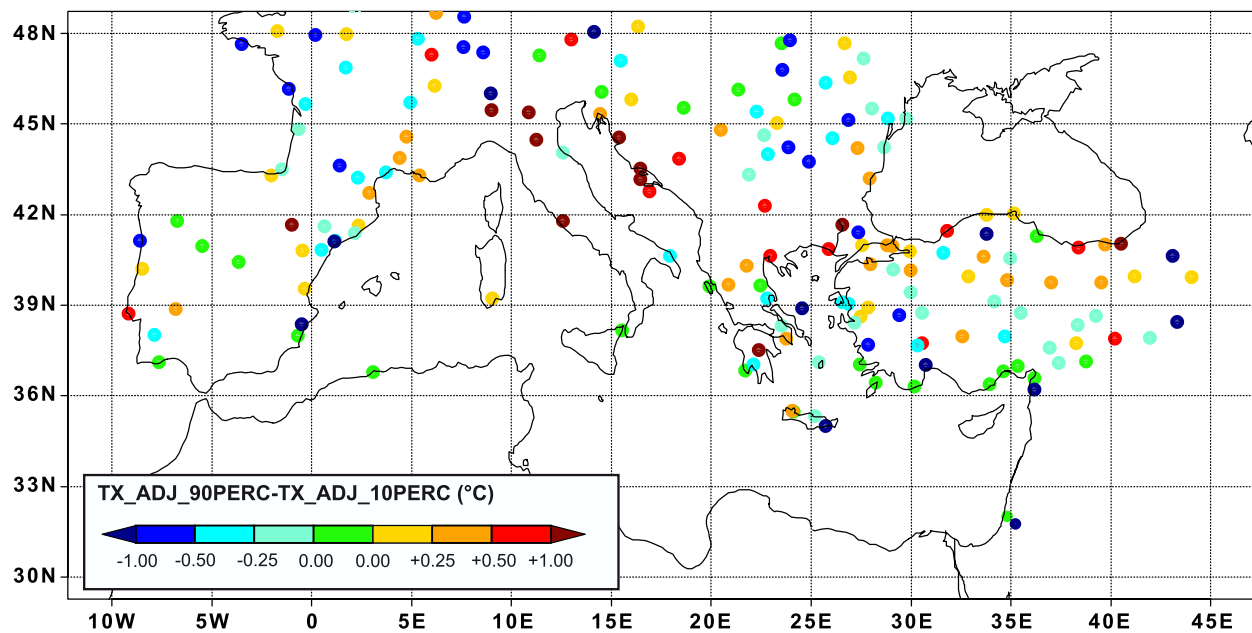 48N
45N
42N
39N
36N
33N
30N
TX_ADJ_90PERC-TX_ADJ_10PERC (°C)
-1.00 -0.50 -0.25 0.00 0.00 +0.25 +0.50 +1.00
10W 5W 0 5E 10E 15E 20E 25E 30E 35E 40E 45E